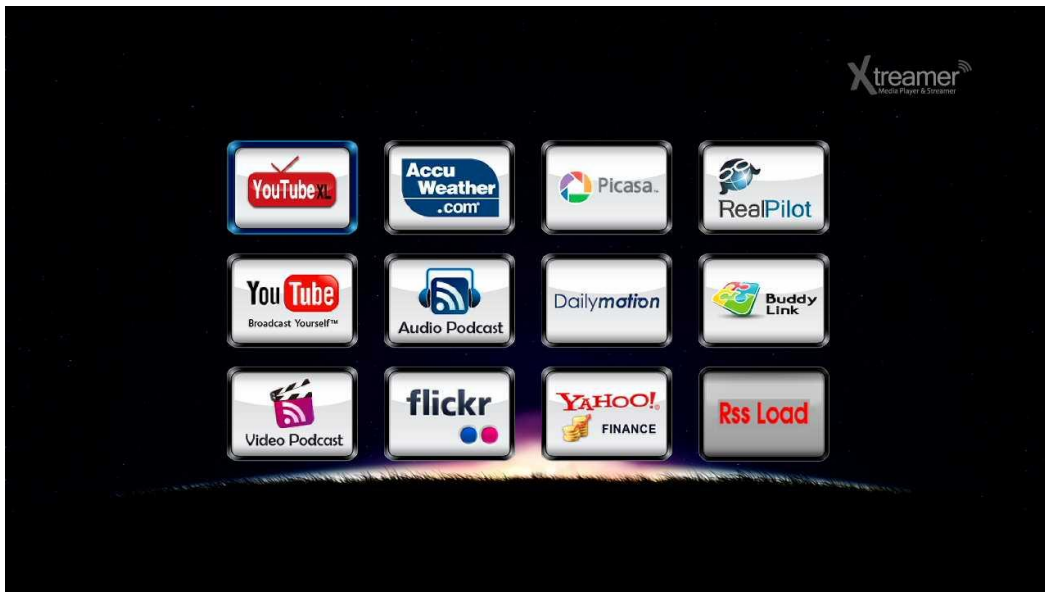 Xtreamer
Media Player & Streamer
YouTube XL
Accu
Weather
.com
Picasa™
RealPilot
You Tube
Broadcast Yourself™
Audio Podcast
Dailymotion
Buddy
Link
Video Podcast
flickr
YAHOO!
FINANCE
Rss Load